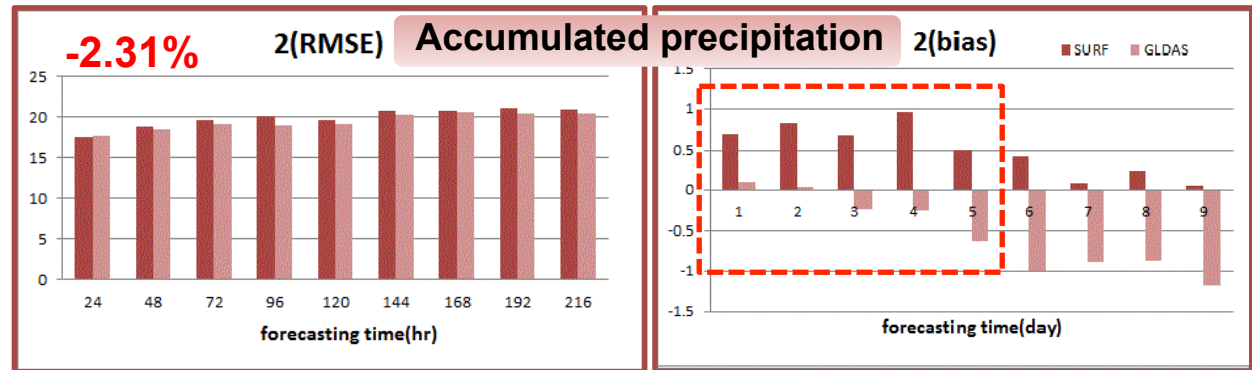 Accumulated precipitation
-2.31%
2(RMSE)
25
20
15
10
5
0
24 48 72 96 120 144 168 192 216
forecasting time(hr)
2(bias)
SURF GLDAS
1.5
1
0.5
0
-0.5
-1
-1.5
1 2 3 4 5 6 7 8 9
forecasting time(day)